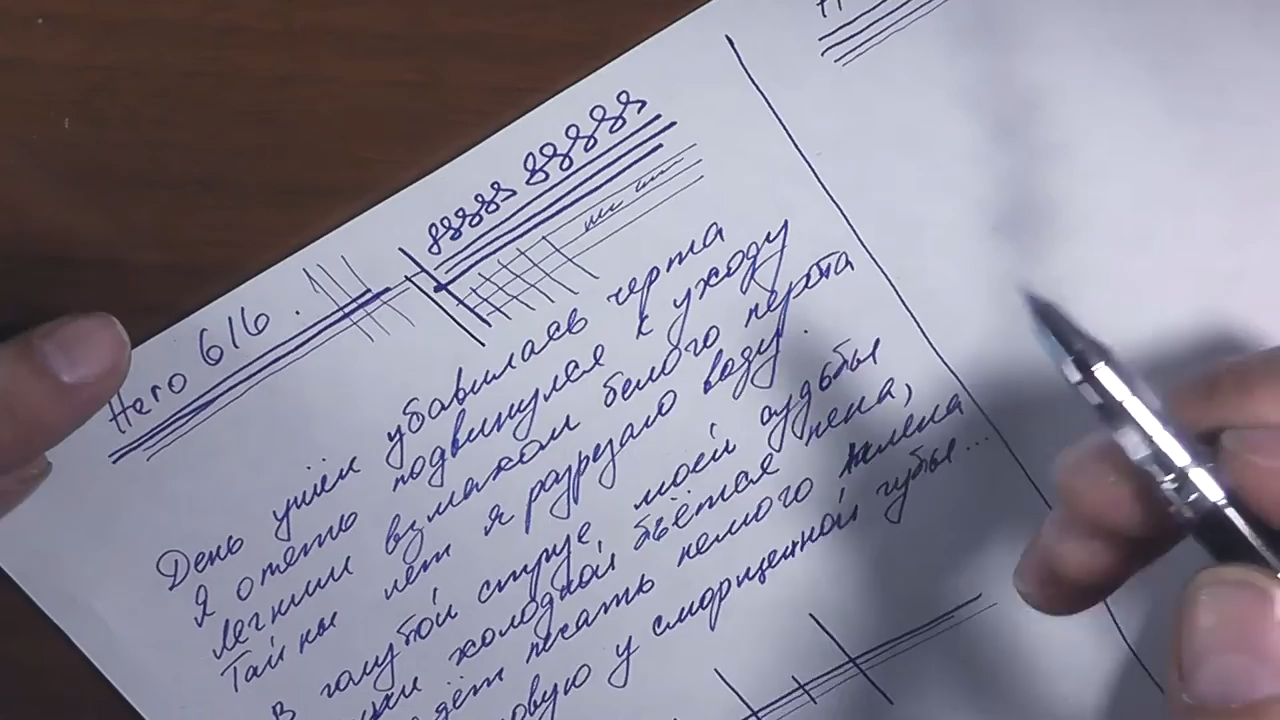 Hero 616.
День ушёл убавилась черта
Я опять подвинулся к уходу
Легким взмахом белого перста
Тайны лет я разрезаю воду.
В голубой струе моей судьбы
холодной бьётся пена,
печать немого плена
у сморщенной губы...